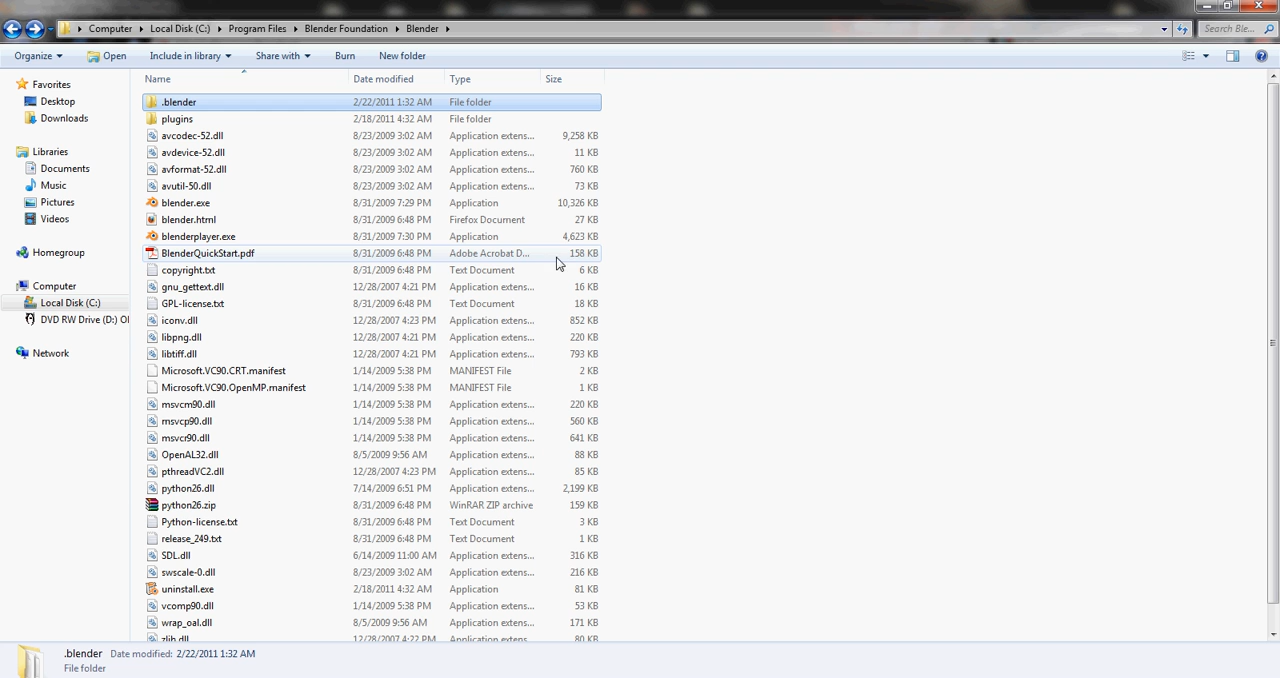 Computer Local Disk (C:) Program Files Blender Foundation Blender Search Ble...
Organize Open Include in library Share with Burn New folder
Name Date modified Type Size
Favorites
Desktop
Downloads
Libraries
Documents
Music
Pictures
Videos
Homegroup
Computer
Local Disk (C:)
DVD RW Drive (D:) Ol
Network
.blender 2/22/2011 1:32 AM File folder
plugins 2/18/2011 4:32 AM File folder
avcodec-52.dll 8/23/2009 3:02 AM Application extens... 9,258 KB
avdevice-52.dll 8/23/2009 3:02 AM Application extens... 11 KB
avformat-52.dll 8/23/2009 3:02 AM Application extens... 760 KB
avutil-50.dll 8/23/2009 3:02 AM Application extens... 73 KB
blender.exe 8/31/2009 7:29 PM Application 10,326 KB
blender.html 8/31/2009 6:48 PM Firefox Document 27 KB
blenderplayer.exe 8/31/2009 7:30 PM Application 4,623 KB
BlenderQuickStart.pdf 8/31/2009 6:48 PM Adobe Acrobat D... 158 KB
copyright.txt 8/31/2009 6:48 PM Text Document 6 KB
gnu_gettext.dll 12/28/2007 4:21 PM Application extens... 16 KB
GPL-license.txt 8/31/2009 6:48 PM Text Document 18 KB
iconv.dll 12/28/2007 4:23 PM Application extens... 852 KB
libpng.dll 12/28/2007 4:21 PM Application extens... 220 KB
libtiff.dll 12/28/2007 4:21 PM Application extens... 793 KB
Microsoft.VC90.CRT.manifest 1/14/2009 5:38 PM MANIFEST File 2 KB
Microsoft.VC90.OpenMP.manifest 1/14/2009 5:38 PM MANIFEST File 1 KB
msvcm90.dll 1/14/2009 5:38 PM Application extens... 220 KB
msvcp90.dll 1/14/2009 5:38 PM Application extens... 560 KB
msvcr90.dll 1/14/2009 5:38 PM Application extens... 641 KB
OpenAL32.dll 8/5/2009 9:56 AM Application extens... 88 KB
pthreadVC2.dll 12/28/2007 4:23 PM Application extens... 85 KB
python26.dll 7/14/2009 6:51 PM Application extens... 2,199 KB
python26.zip 8/31/2009 6:48 PM WinRAR ZIP archive 159 KB
Python-license.txt 8/31/2009 6:48 PM Text Document 3 KB
release_249.txt 8/31/2009 6:48 PM Text Document 1 KB
SDL.dll 6/14/2009 11:00 AM Application extens... 316 KB
swscale-0.dll 8/23/2009 3:02 AM Application extens... 216 KB
uninstall.exe 2/18/2011 4:32 AM Application 81 KB
vcomp90.dll 1/14/2009 5:38 PM Application extens... 53 KB
wrap_oal.dll 8/5/2009 9:56 AM Application extens... 171 KB
zlib.dll 12/28/2007 4:22 PM Application extens... 80 KB
.blender Date modified: 2/22/2011 1:32 AM
File folder